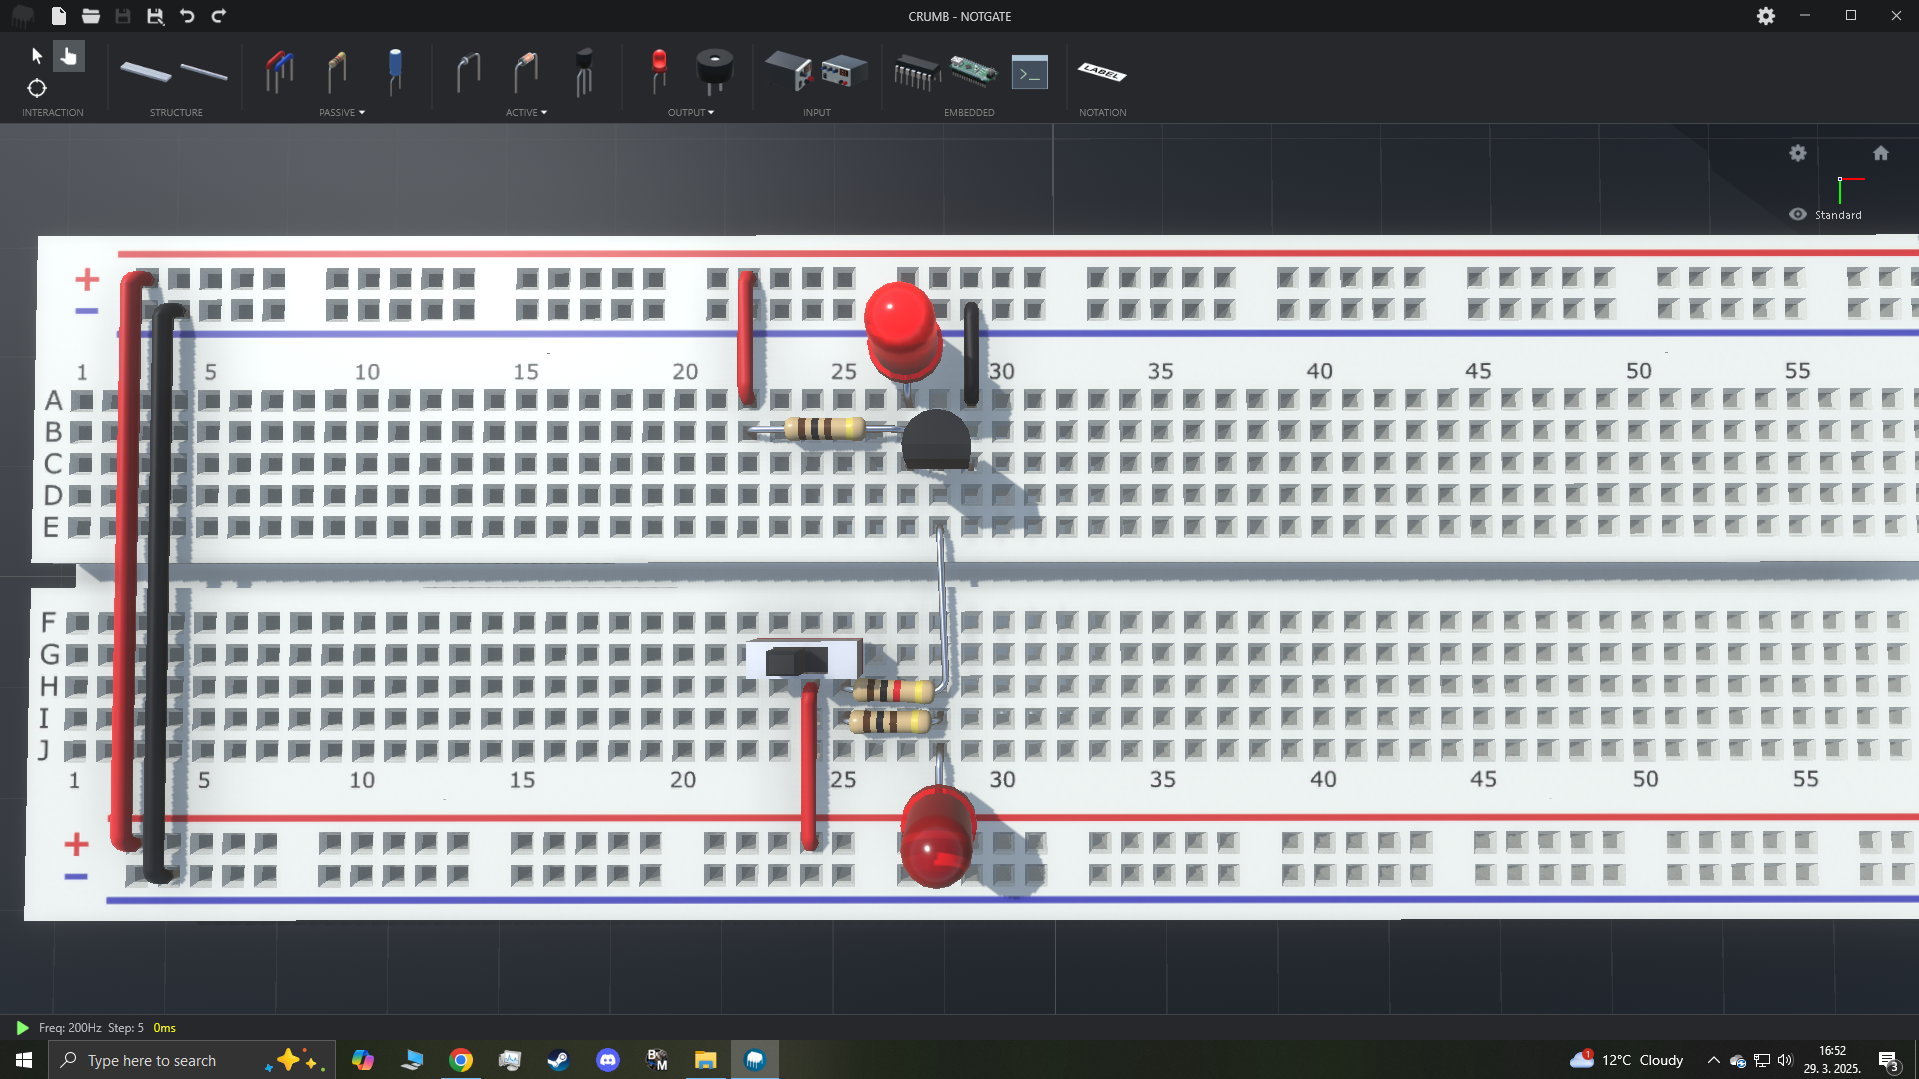 CRUMB - NOTGATE
INTERACTION
STRUCTURE
PASSIVE
ACTIVE
OUTPUT
INPUT
EMBEDDED
LABEL
NOTATION
Standard
+
−
1 5 10 15 20 25 30 35 40 45 50 55
A
B
C
D
E
F
G
H
I
J
1 5 10 15 20 25 30 35 40 45 50 55
+
−
Freq: 200Hz Step: 5 0ms
Type here to search
B M
1
12°C Cloudy
16:52
29. 3. 2025.
3